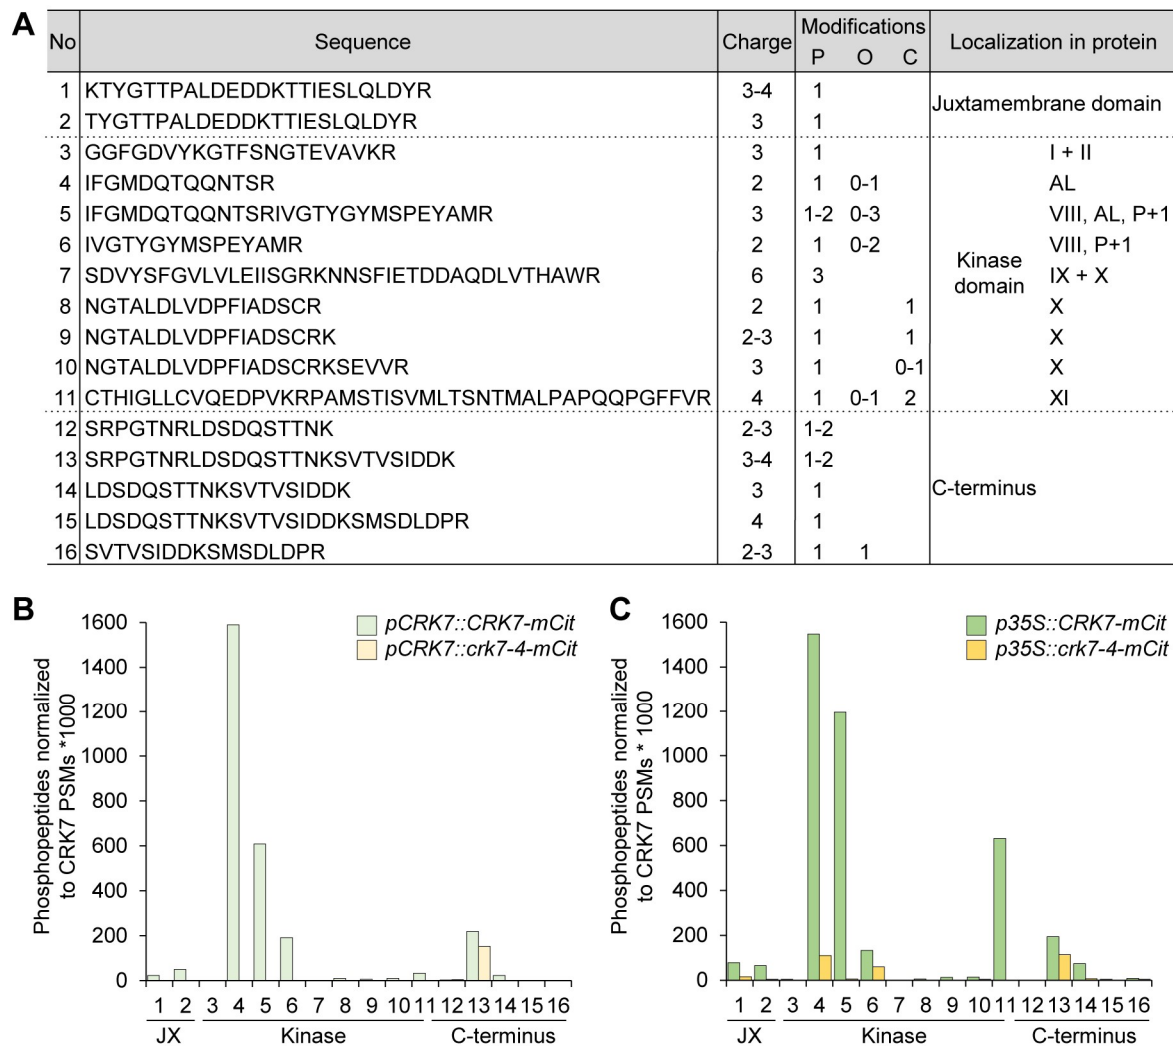 A
No Sequence Charge Modifications Localization in protein
P O C
1 KTYGTTPALDEDDKTTIESLQLDYR 3-4 1
Juxtamembrane domain
2 TYGTTPALDEDDKTTIESLQLDYR 3 1
3 GGFGDVYKGTFSNGTEVAVKR 3 1 I + II
4 IFGMDQTQQNTSR 2 1 0-1 AL
5 IFGMDQTQQNTSRIVGTYGYMSPEYAMR 3 1-2 0-3 VIII, AL, P+1
6 IVGTYGYMSPEYAMR 2 1 0-2 VIII, P+1
Kinase domain
7 SDVYSFGVLVLEIISGRKNNSFIETDDAQDLVTHAWR 6 3 IX + X
8 NGTALDLVDPFIADSCR 2 1 1 X
9 NGTALDLVDPFIADSCRK 2-3 1 1 X
10 NGTALDLVDPFIADSCRKSEVVR 3 1 0-1 X
11 CTHIGLLCVQEDPVKRPAMSTISVMLTSNTMALPAPQQPGFFVR 4 1 0-1 2 XI
12 SRPGTNRLDSDQSTTNK 2-3 1-2
13 SRPGTNRLDSDQSTTNKSVTVSIDDK 3-4 1-2
14 LDSDQSTTNKSVTVSIDDK 3 1 C-terminus
15 LDSDQSTTNKSVTVSIDDKSMSDLDPR 4 1
16 SVTVSIDDKSMSDLDPR 2-3 1 1
B
Phosphopeptides normalized
to CRK7 PSMs *1000
1600
1400
1200
1000
800
600
400
200
0
pCRK7::CRK7-mCit
pCRK7::crk7-4-mCit
1 2 3 4 5 6 7 8 9 10 11 12 13 14 15 16
JX Kinase C-terminus
C
Phosphopeptides normalized
to CRK7 PSMs * 1000
1600
1400
1200
1000
800
600
400
200
0
p35S::CRK7-mCit
p35S::crk7-4-mCit
1 2 3 4 5 6 7 8 9 10 11 12 13 14 15 16
JX Kinase C-terminus